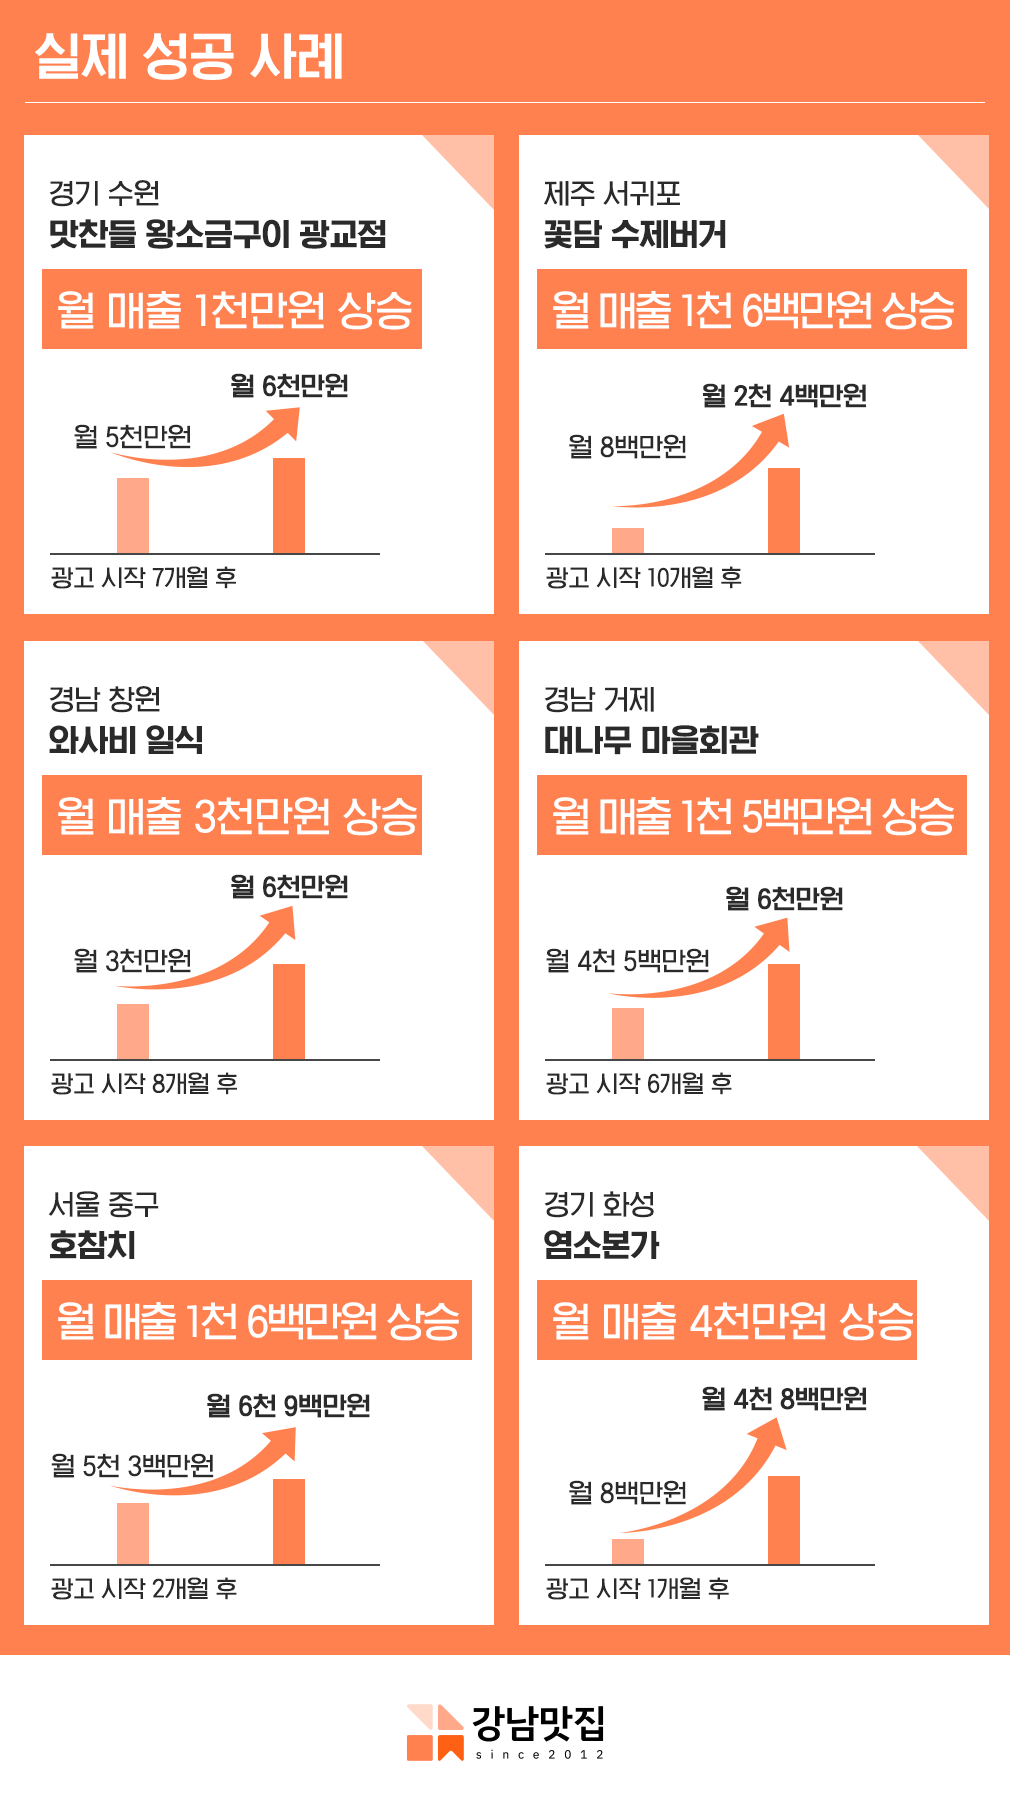 실제 성공 사례
경기 수원
맛찬들 왕소금구이 광교점
월 매출 1천만원 상승
월 6천만원
월 5천만원
광고 시작 7개월 후
제주 서귀포
꽃담 수제버거
월 매출 1천 6백만원 상승
월 2천 4백만원
월 8백만원
광고 시작 10개월 후
경남 창원
와사비 일식
월 매출 3천만원 상승
월 6천만원
월 3천만원
광고 시작 8개월 후
경남 거제
대나무 마을회관
월 매출 1천 5백만원 상승
월 6천만원
월 4천 5백만원
광고 시작 6개월 후
서울 중구
호참치
월 매출 1천 6백만원 상승
월 6천 9백만원
월 5천 3백만원
광고 시작 2개월 후
경기 화성
염소본가
월 매출 4천만원 상승
월 4천 8백만원
월 8백만원
광고 시작 1개월 후
강남맛집
since2012